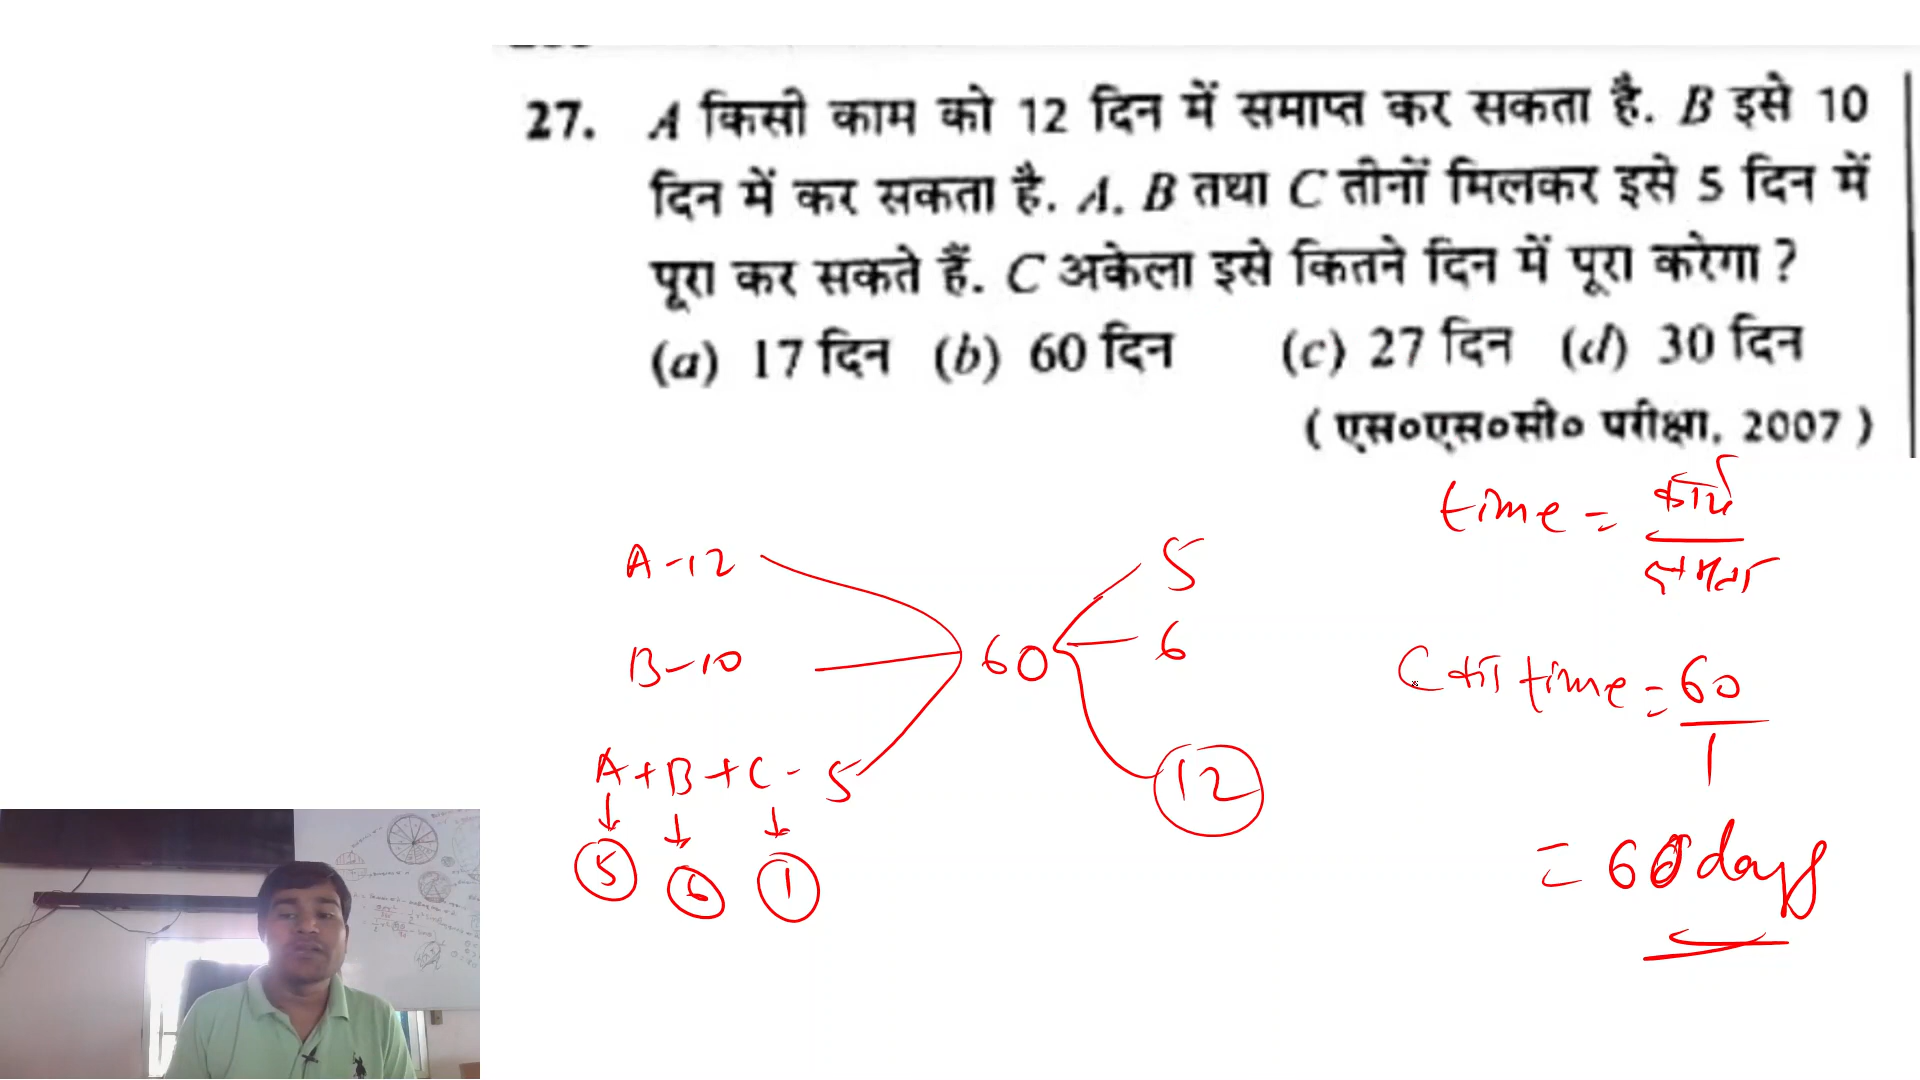 27. A किसी काम को 12 दिन में समाप्त कर सकता है. B इसे 10
दिन में कर सकता है. A. B तथा C तीनों मिलकर इसे 5 दिन में
पूरा कर सकते हैं. C अकेला इसे कितने दिन में पूरा करेगा ?
(a) 17 दिन (b) 60 दिन (c) 27 दिन (d) 30 दिन
( एस०एस०सी० परीक्षा, 2007 )
time = कार्य
A - 12
5
B - 10
60
6
C का time = 60
1
A + B + C - 5
12
5 6 1
= 60 days